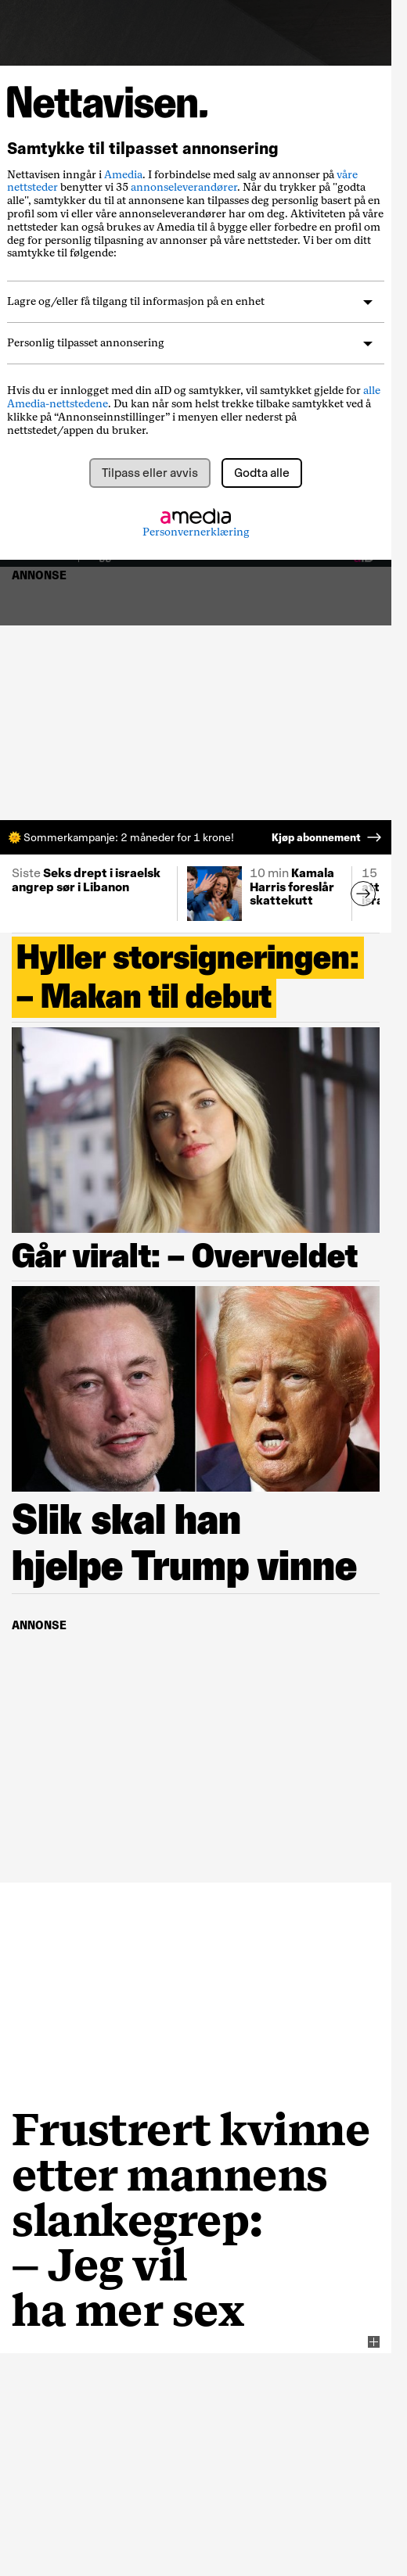 Nettavisen.
Samtykke til tilpasset annonsering
Nettavisen inngår i Amedia. I forbindelse med salg av annonser på våre
nettsteder benytter vi 35 annonseleverandører. Når du trykker på "godta
alle", samtykker du til at annonsene kan tilpasses deg personlig basert på en
profil som vi eller våre annonseleverandører har om deg. Aktiviteten på våre
nettsteder kan også brukes av Amedia til å bygge eller forbedre en profil om
deg for personlig tilpasning av annonser på våre nettsteder. Vi ber om ditt
samtykke til følgende:
Lagre og/eller få tilgang til informasjon på en enhet
Personlig tilpasset annonsering
Hvis du er innlogget med din aID og samtykker, vil samtykket gjelde for alle
Amedia-nettstedene. Du kan når som helst trekke tilbake samtykket ved å
klikke på “Annonseinnstillinger” i menyen eller nederst på
nettstedet/appen du bruker.
Tilpass eller avvis
Godta alle
amedia
Personvernerklæring
ANNONSE
🌞 Sommerkampanje: 2 måneder for 1 krone!
Kjøp abonnement
Siste Seks drept i israelsk
angrep sør i Libanon
10 min Kamala
Harris foreslår
skattekutt
15
Hyller storsigneringen:
– Makan til debut
Går viralt: – Overveldet
Slik skal han
hjelpe Trump vinne
ANNONSE
Frustrert kvinne
etter mannens
slankegrep:
– Jeg vil
ha mer sex